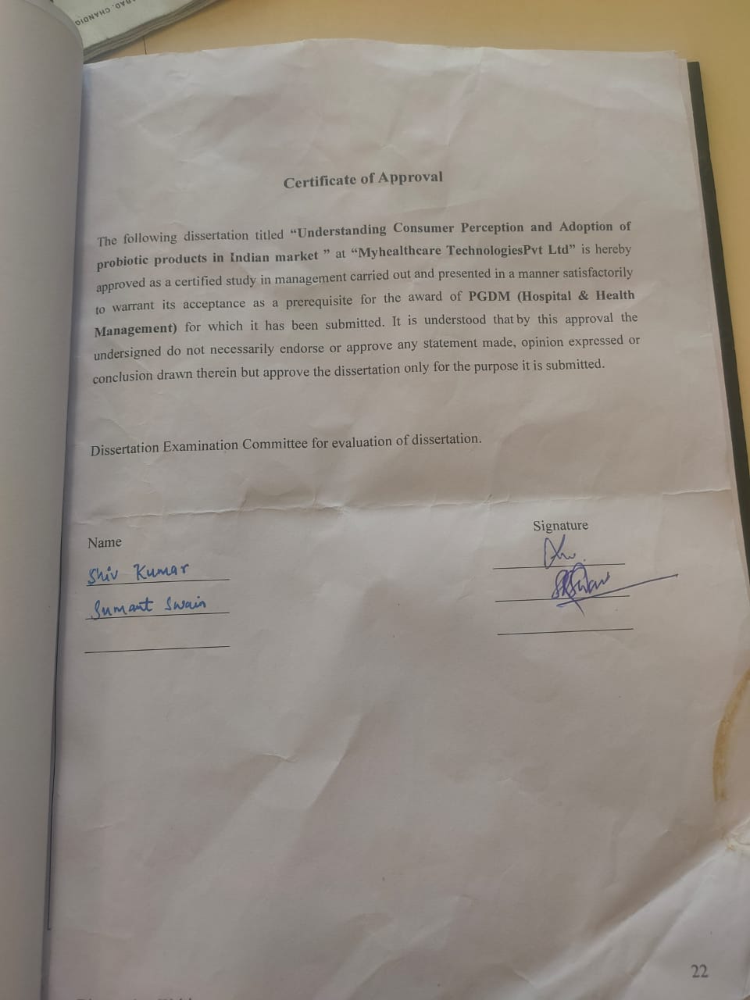 Certificate of Approval
The following dissertation titled “Understanding Consumer Perception and Adoption of
probiotic products in Indian market ” at “Myhealthcare TechnologiesPvt Ltd” is hereby
approved as a certified study in management carried out and presented in a manner satisfactorily
to warrant its acceptance as a prerequisite for the award of PGDM (Hospital & Health
Management) for which it has been submitted. It is understood that by this approval the
undersigned do not necessarily endorse or approve any statement made, opinion expressed or
conclusion drawn therein but approve the dissertation only for the purpose it is submitted.
Dissertation Examination Committee for evaluation of dissertation.
Name
Signature
Shiv Kumar
Sumant Swain
22